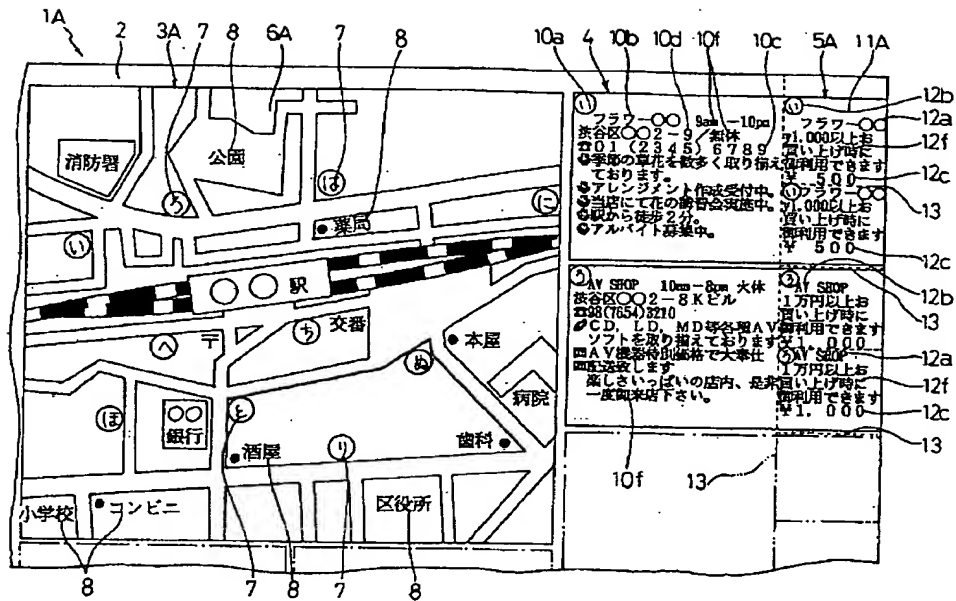 1A
2
3A
7
8
6A
7
8
10a
4
10b
10d
10f
10c
5A
11A
12b
12a
12f
12c
13
12c
12b
13
12a
12f
12c
13
10f
13
消防署
公園
ろ
は
に
い
薬局
○○駅
交番
ち
へ
〒
本屋
ぬ
病院
ほ
○○
銀行
と
酒屋
り
歯科
小学校
コンビニ
区役所
8
7
8
7
8
い
フラワー○○ 9am-10pm
渋谷区○○2-9/無休
☎01(2345)6789
季節の草花を数多く取り揃え
ております。
アレンジメント作成受付中。
当店にて花の講習会実施中。
駅から徒歩2分。
アルバイト募集中。
い
フラワー○○
¥1,000以上お
買い上げ時に
御利用できます
¥500
い フラワー○○
¥1,000以上お
買い上げ時に
御利用できます
¥500
ろ
AV SHOP 10am-8pm 火休
渋谷区○○2-8Kビル
☎98(7654)3210
CD, LD, MD等各種AV
ソフトを取り揃えております
AV機器特別価格で大奉仕
配送致します
楽しさいっぱいの店内、是非
一度御来店下さい。
ろ
AV SHOP
1万円以上お
買い上げ時に
御利用できます
¥1,000
ろ AV SHOP
1万円以上お
買い上げ時に
御利用できます
¥1,000